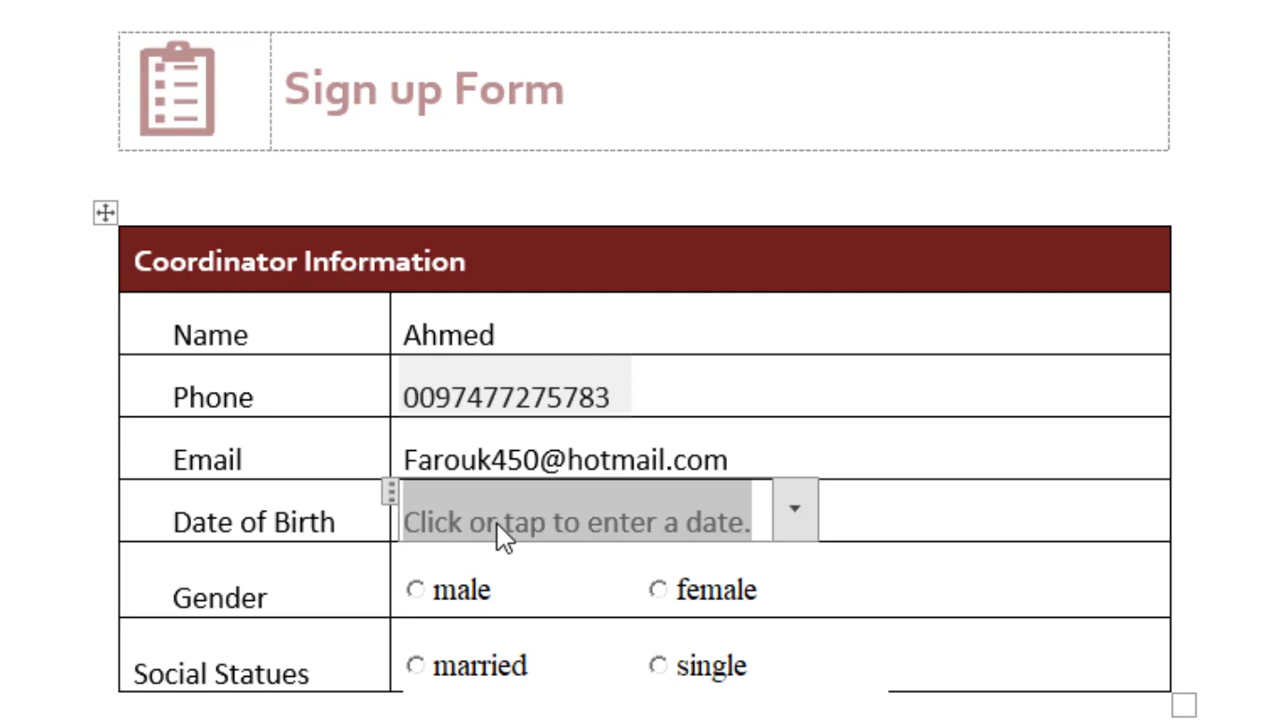 Sign up Form
Coordinator Information
Name Ahmed
Phone 0097477275783
Email Farouk450@hotmail.com
Date of Birth Click or tap to enter a date.
Gender male female
Social Statues married single